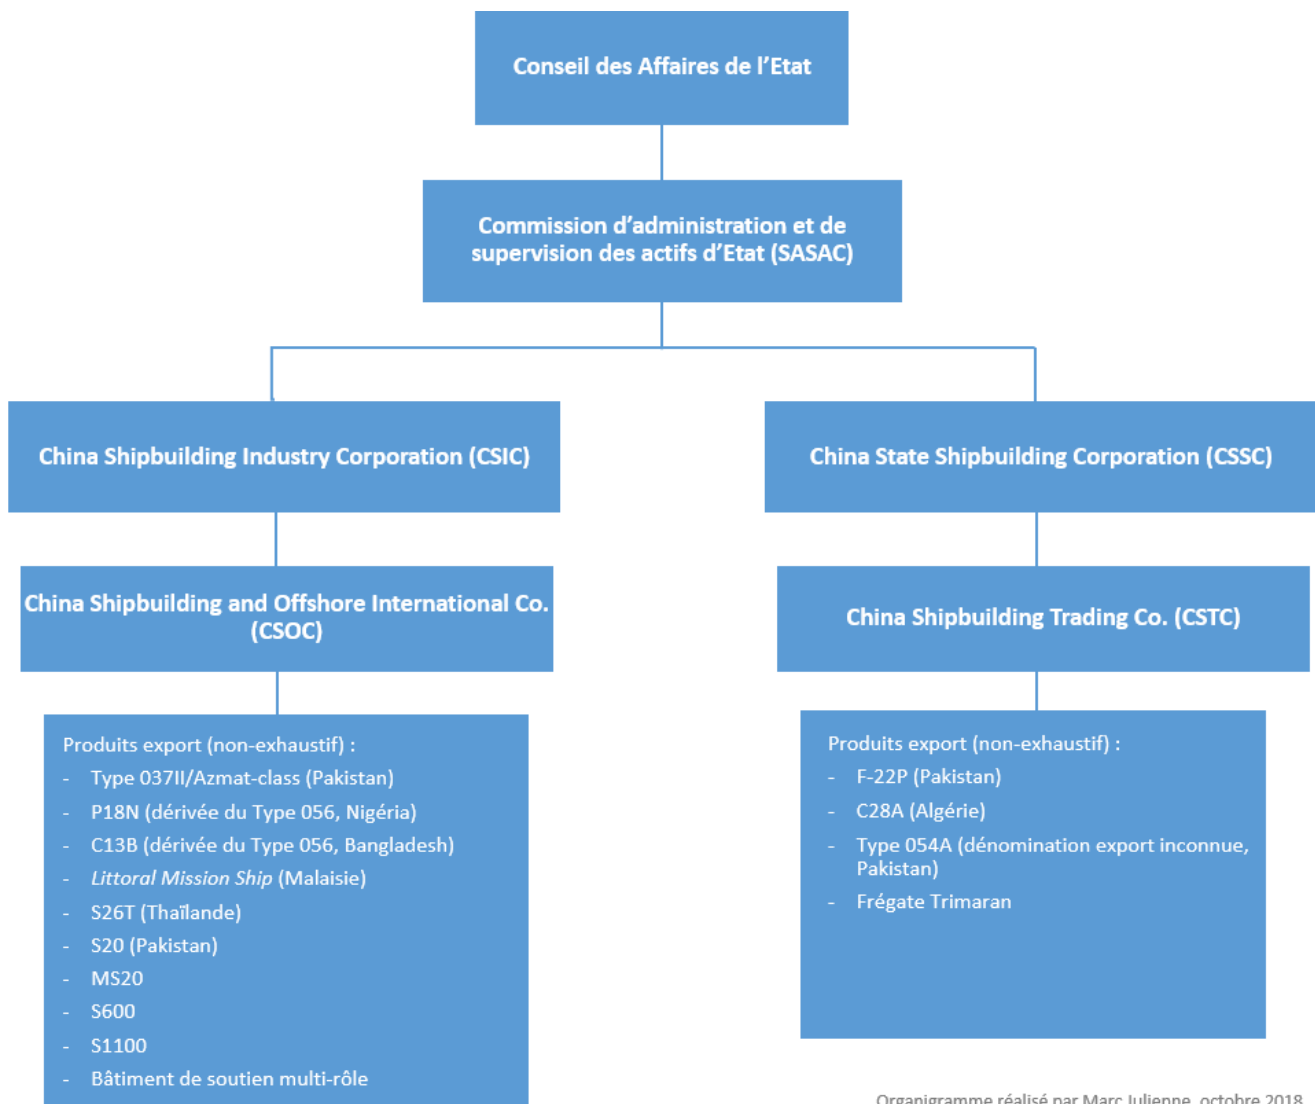 Conseil des Affaires de l’Etat
Commission d’administration et de
supervision des actifs d’Etat (SASAC)
China Shipbuilding Industry Corporation (CSIC)
China State Shipbuilding Corporation (CSSC)
China Shipbuilding and Offshore International Co.
(CSOC)
China Shipbuilding Trading Co. (CSTC)
Produits export (non-exhaustif) :
- Type 037II/Azmat-class (Pakistan)
- P18N (dérivée du Type 056, Nigéria)
- C13B (dérivée du Type 056, Bangladesh)
- Littoral Mission Ship (Malaisie)
- S26T (Thaïlande)
- S20 (Pakistan)
- MS20
- S600
- S1100
- Bâtiment de soutien multi-rôle
Produits export (non-exhaustif) :
- F-22P (Pakistan)
- C28A (Algérie)
- Type 054A (dénomination export inconnue,
Pakistan)
- Frégate Trimaran
Organigramme réalisé par Marc Julienne, octobre 2018